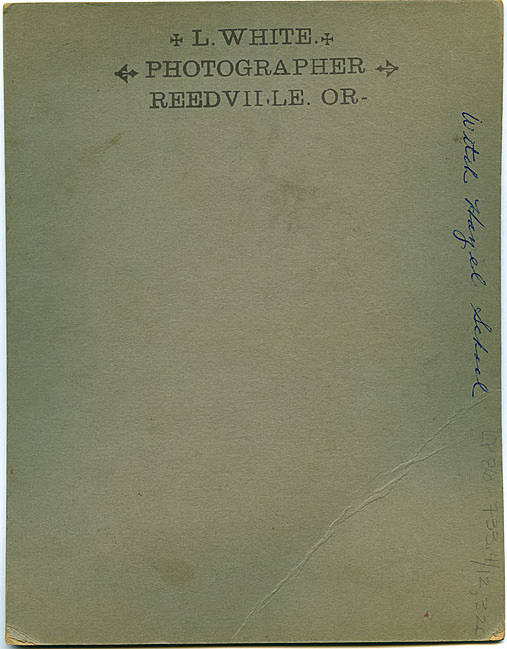 ✠ L. WHITE. ✠
PHOTOGRAPHER
REEDVILLE. OR-
Witch Hazel School